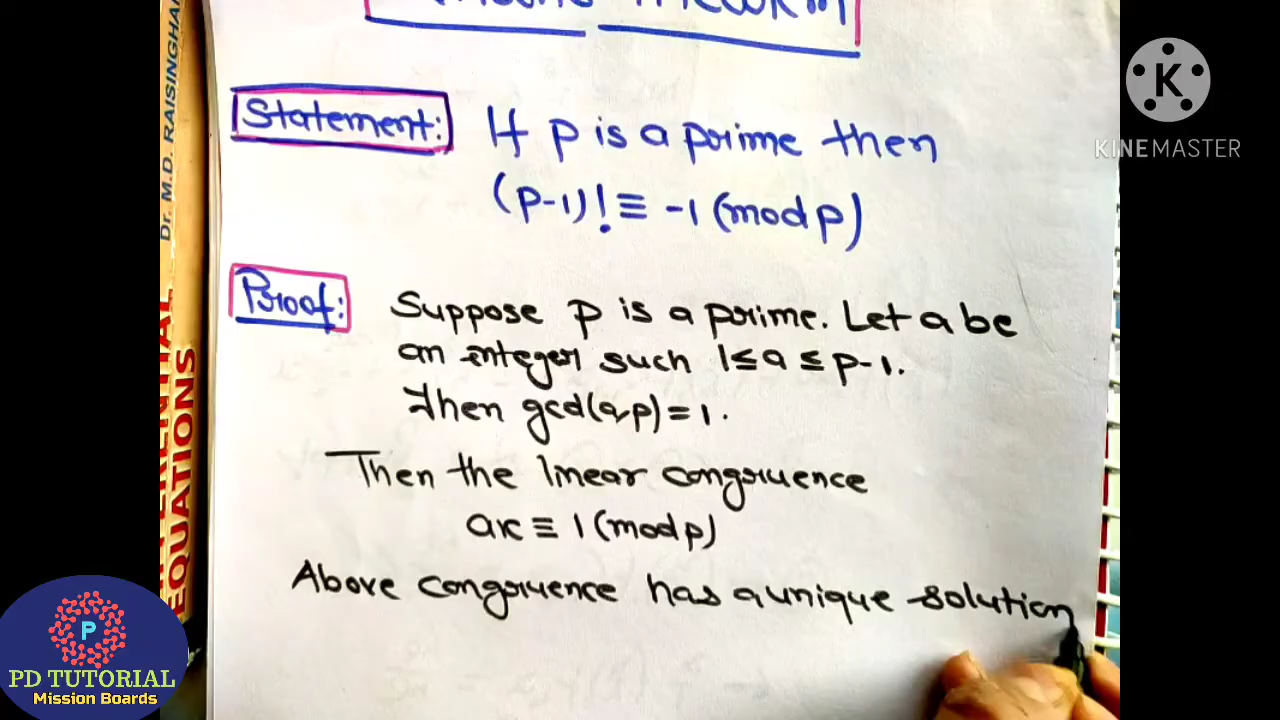 Theorem
Statement: If p is a prime then
(p-1)! ≡ -1 (mod p)
Proof: Suppose p is a prime. Let a be
an integer such 1 ≤ a ≤ p-1.
Then gcd(a,p) = 1.
Then the linear congruence
ax ≡ 1 (mod p)
Above congruence has a unique solution
Dr. M.D. RAISINGHAN
EQUATIONS
K
KINEMASTER
P
PD TUTORIAL
Mission Boards